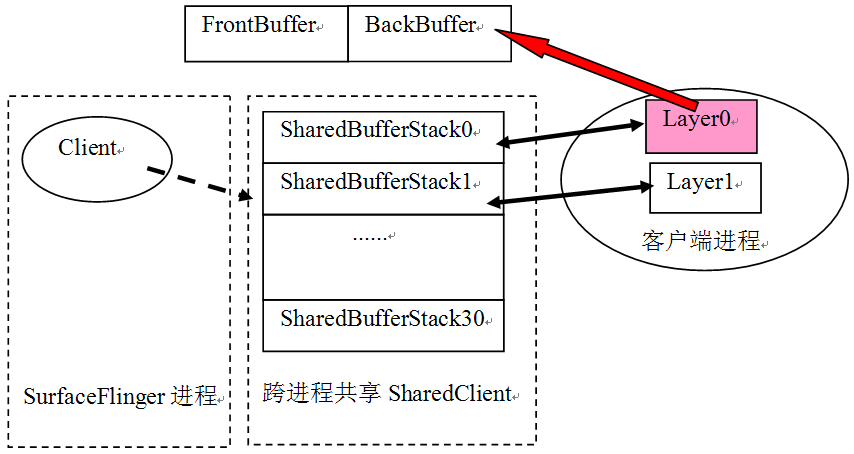 FrontBuffer BackBuffer
Client
SharedBufferStack0
SharedBufferStack1
......
SharedBufferStack30
Layer0
Layer1
客户端进程
SurfaceFlinger 进程
跨进程共享 SharedClient